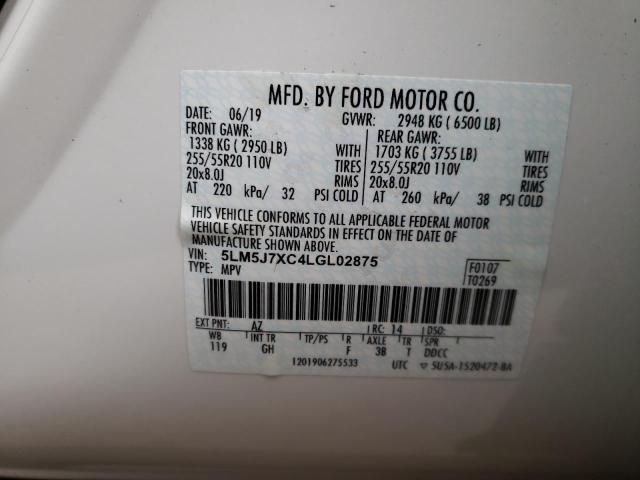 MFD. BY FORD MOTOR CO.
DATE: 06/19 GVWR: 2948 KG ( 6500 LB)
FRONT GAWR: REAR GAWR:
1338 KG ( 2950 LB) WITH 1703 KG ( 3755 LB) WITH
255/55R20 110V TIRES 255/55R20 110V TIRES
20x8.0J RIMS 20x8.0J RIMS
AT 220 kPa/ 32 PSI COLD AT 260 kPa/ 38 PSI COLD
THIS VEHICLE CONFORMS TO ALL APPLICABLE FEDERAL MOTOR
VEHICLE SAFETY STANDARDS IN EFFECT ON THE DATE OF
MANUFACTURE SHOWN ABOVE.
VIN: 5LM5J7XC4LGL02875 F0107
TYPE: MPV T0269
EXT PNT: AZ RC: 14 DSO:
WB INT TR TP/PS R AXLE TR SPR
119 GH F 3B T DDCC
1201906275533 UTC ▽ 5U5A-1520472-BA